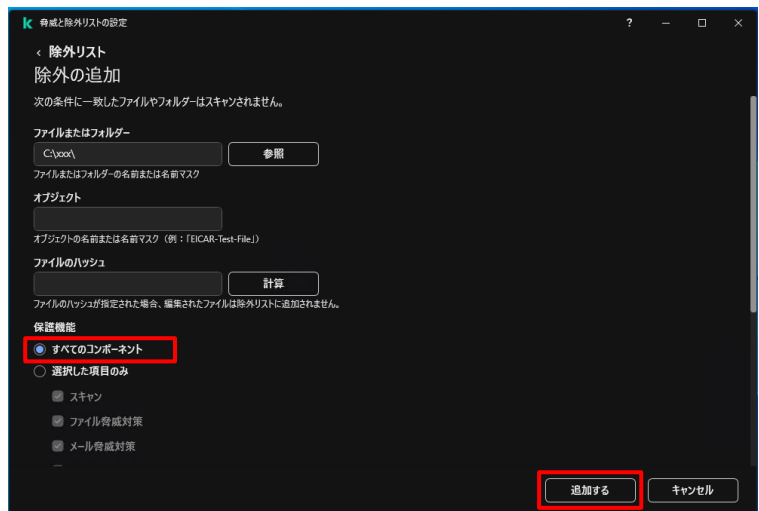 脅威と除外リストの設定
?
< 除外リスト
除外の追加
次の条件に一致したファイルやフォルダーはスキャンされません。
ファイルまたはフォルダー
C:\xxx\
参照
ファイルまたはフォルダーの名前または名前マスク
オブジェクト
オブジェクトの名前または名前マスク（例：「EICAR-Test-File」）
ファイルのハッシュ
計算
ファイルのハッシュが指定された場合、編集されたファイルは除外リストに追加されません。
保護機能
すべてのコンポーネント
選択した項目のみ
スキャン
ファイル脅威対策
メール脅威対策
追加する
キャンセル